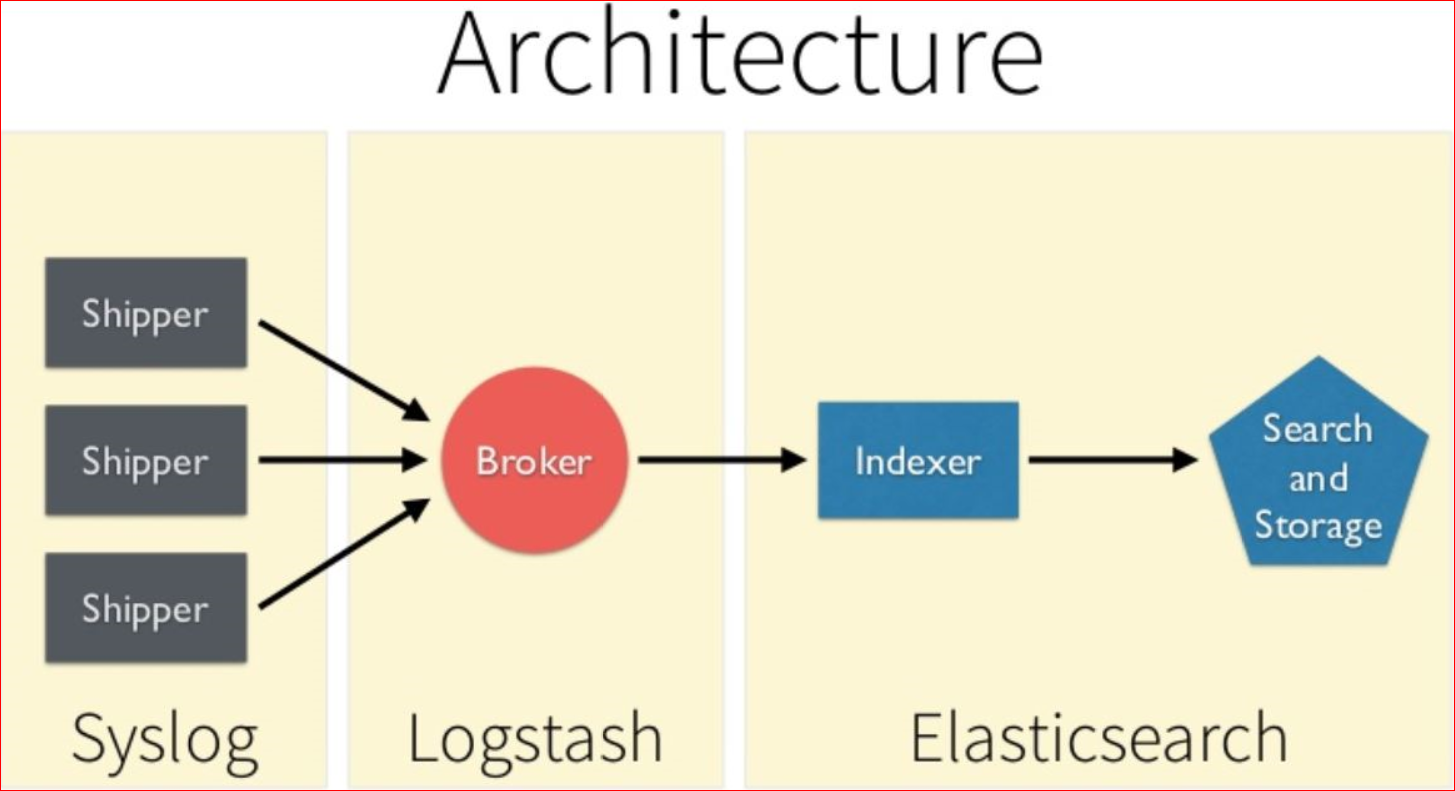 Architecture
Shipper
Shipper
Shipper
Syslog
Broker
Logstash
Indexer
Search
and
Storage
Elasticsearch